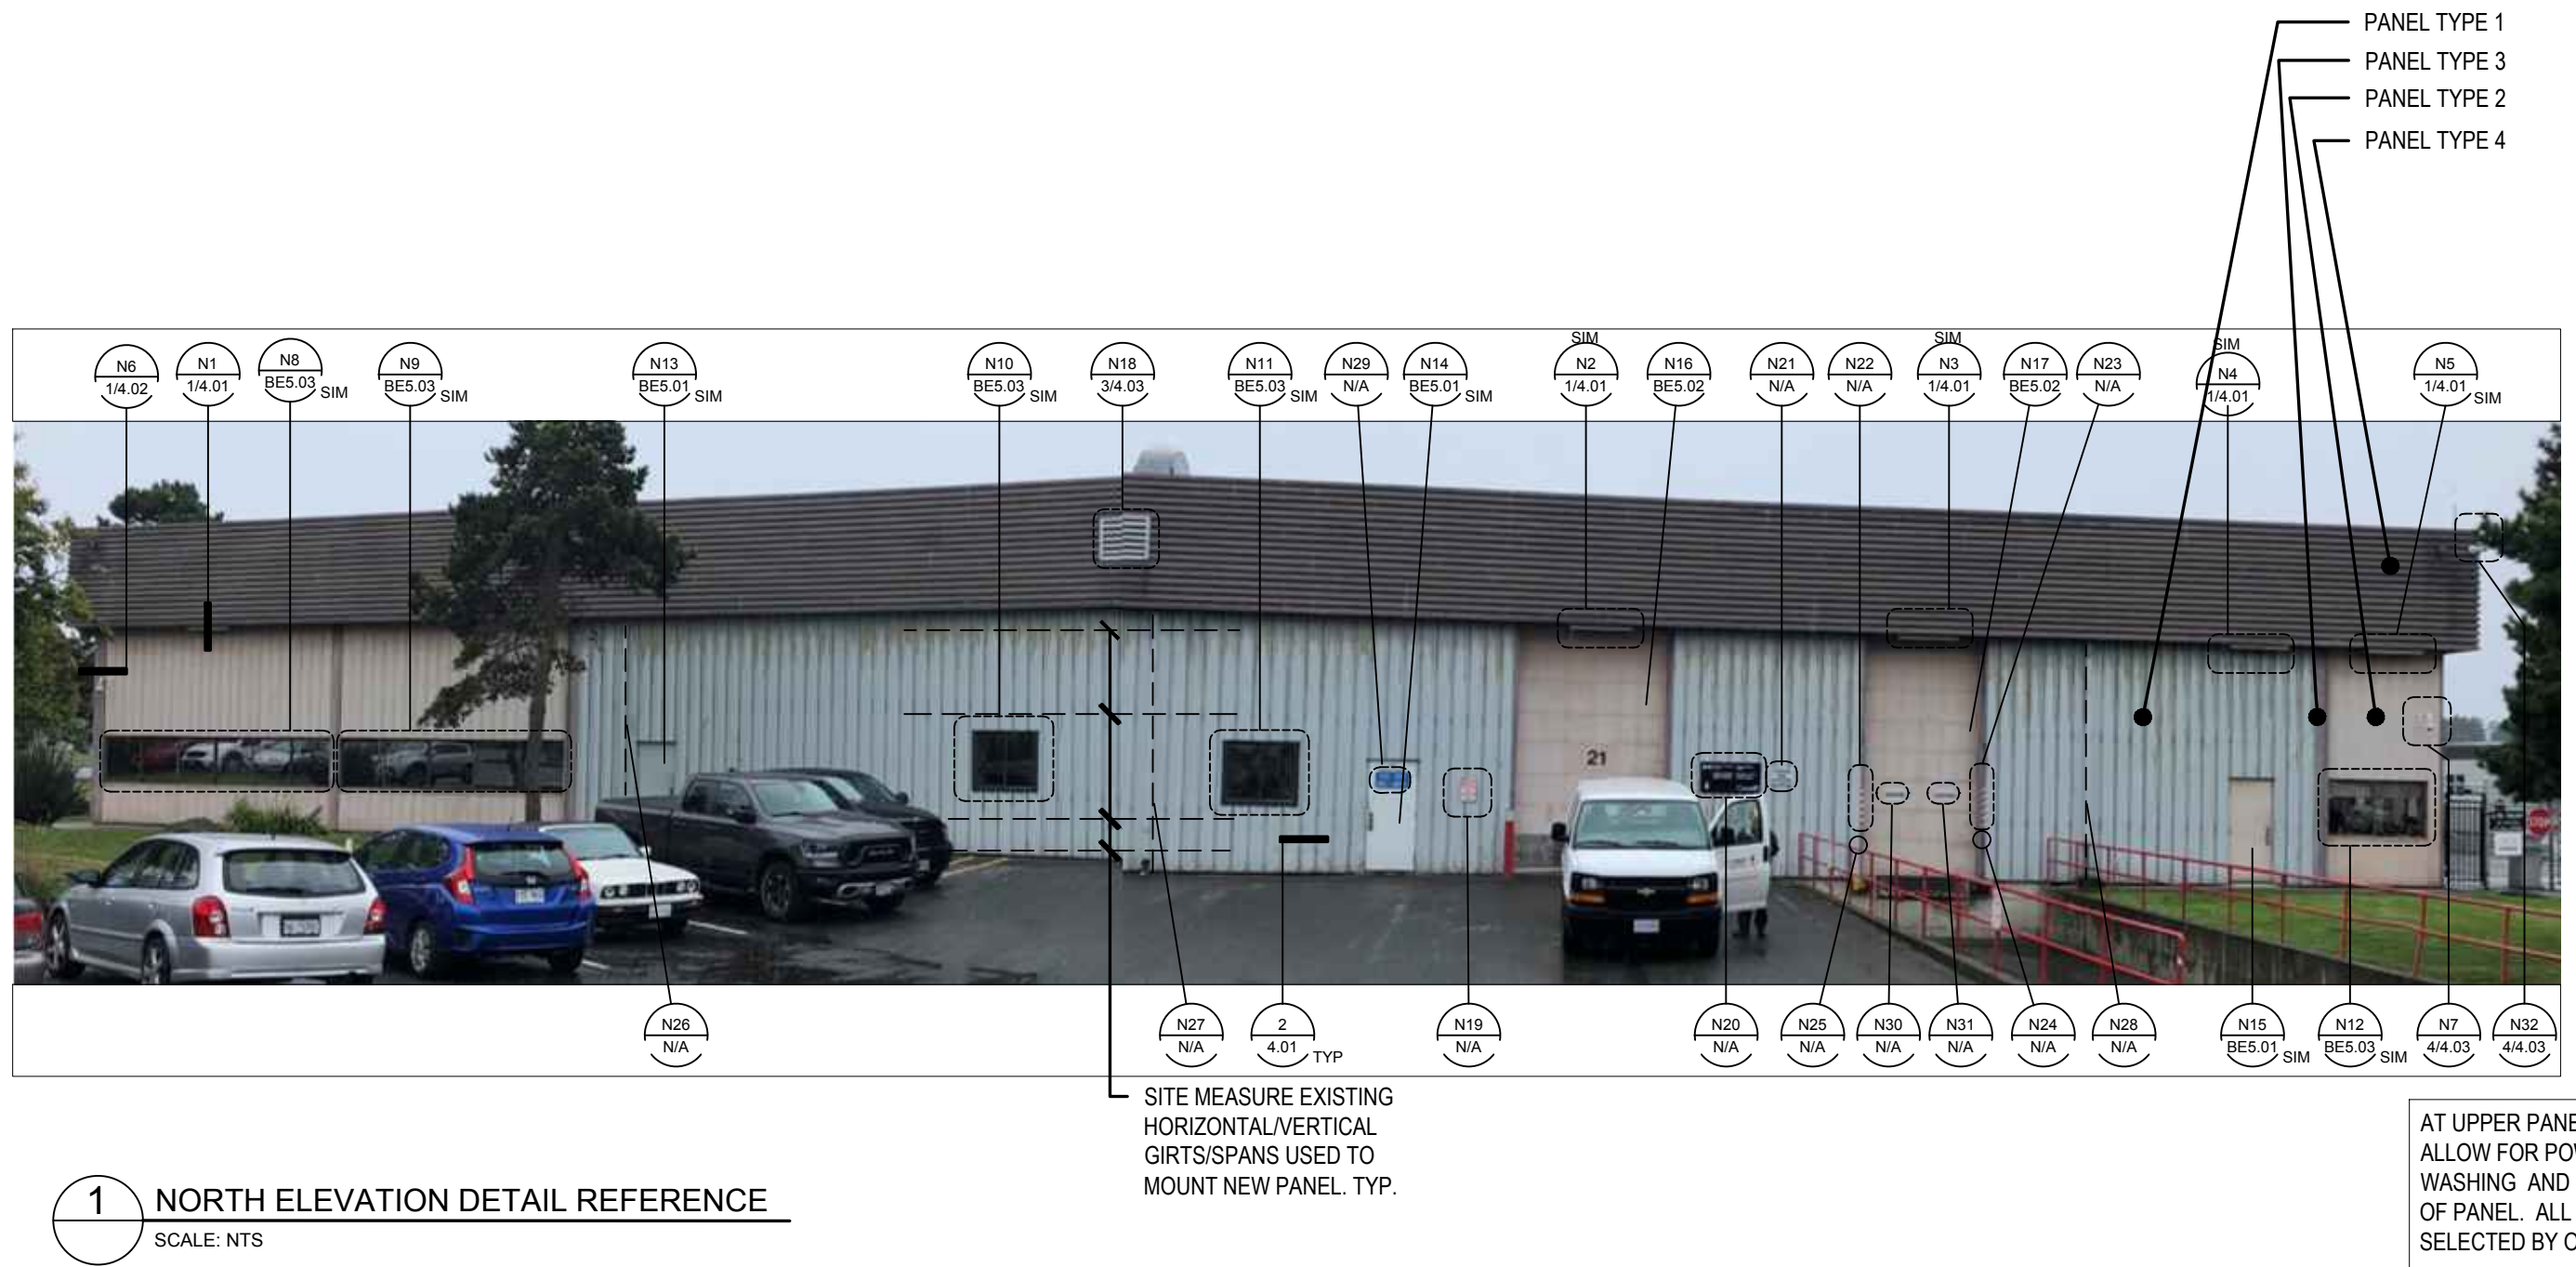 PANEL TYPE 1
PANEL TYPE 3
PANEL TYPE 2
PANEL TYPE 4
N6
1/4.02
N1
1/4.01
N8
BE5.03 SIM
N9
BE5.03 SIM
N13
BE5.01 SIM
N10
BE5.03 SIM
N18
3/4.03
N11
BE5.03 SIM
N29
N/A
N14
BE5.01 SIM
SIM
N2
1/4.01
N16
BE5.02
N21
N/A
N22
N/A
SIM
N3
1/4.01
N17
BE5.02
N23
N/A
SIM
N4
1/4.01
N5
1/4.01 SIM
21
N26
N/A
N27
N/A
2
4.01 TYP
N19
N/A
N20
N/A
N25
N/A
N30
N/A
N31
N/A
N24
N/A
N28
N/A
N15
BE5.01 SIM
N12
BE5.03 SIM
N7
4/4.03
N32
4/4.03
SITE MEASURE EXISTING
HORIZONTAL/VERTICAL
GIRTS/SPANS USED TO
MOUNT NEW PANEL. TYP.
AT UPPER PANE
ALLOW FOR POW
WASHING AND
OF PANEL. ALL
SELECTED BY
1
NORTH ELEVATION DETAIL REFERENCE
SCALE: NTS